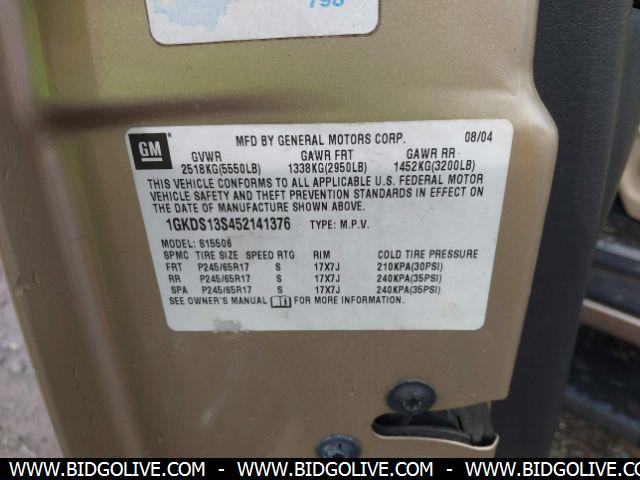 798
GM
MFD BY GENERAL MOTORS CORP. 08/04
GVWR GAWR FRT GAWR RR
2518KG(5550LB) 1338KG(2950LB) 1452KG(3200LB)
THIS VEHICLE CONFORMS TO ALL APPLICABLE U.S. FEDERAL MOTOR
VEHICLE SAFETY AND THEFT PREVENTION STANDARDS IN EFFECT ON
THE DATE OF MANUFACTURE SHOWN ABOVE.
1GKDS13S452141376 TYPE: M.P.V.
MODEL: S15506
SPMC TIRE SIZE SPEED RTG RIM COLD TIRE PRESSURE
FRT P245/65R17 S 17X7J 210KPA(30PSI)
RR P245/65R17 S 17X7J 240KPA(35PSI)
SPA P245/65R17 S 17X7J 240KPA(35PSI)
SEE OWNER'S MANUAL FOR MORE INFORMATION.
WWW.BIDGOLIVE.COM - WWW.BIDGOLIVE.COM - WWW.BIDGOLIVE.COM